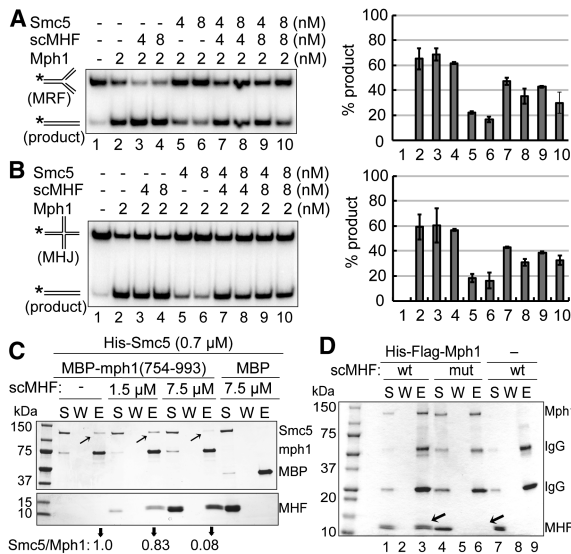 A
Smc5 - - - - 4 8 4 8 4 8 (nM)
scMHF - - 4 8 - - 4 4 8 8 (nM)
Mph1 - 2 2 2 2 2 2 2 2 2 (nM)
*
(MRF)
*
(product)
1 2 3 4 5 6 7 8 9 10
100
80
60
40
20
0
% product
1 2 3 4 5 6 7 8 9 10
B
Smc5 - - - - 4 8 4 8 4 8 (nM)
scMHF - - 4 8 - - 4 4 8 8 (nM)
Mph1 - 2 2 2 2 2 2 2 2 2 (nM)
*
(MHJ)
*
(product)
1 2 3 4 5 6 7 8 9 10
100
80
60
40
20
0
% product
1 2 3 4 5 6 7 8 9 10
C
His-Smc5 (0.7 µM)
MBP-mph1(754-993) MBP
scMHF: - 1.5 µM 7.5 µM 7.5 µM
kDa S W E S W E S W E S W E
150
75
50
37
Smc5
mph1
MBP
15
10
MHF
Smc5/Mph1: 1.0 0.83 0.08
D
His-Flag-Mph1 –
scMHF: wt mut wt
kDa S W E S W E S W E
150
75
37
20
10
Mph
IgG
IgG
MHF
1 2 3 4 5 6 7 8 9